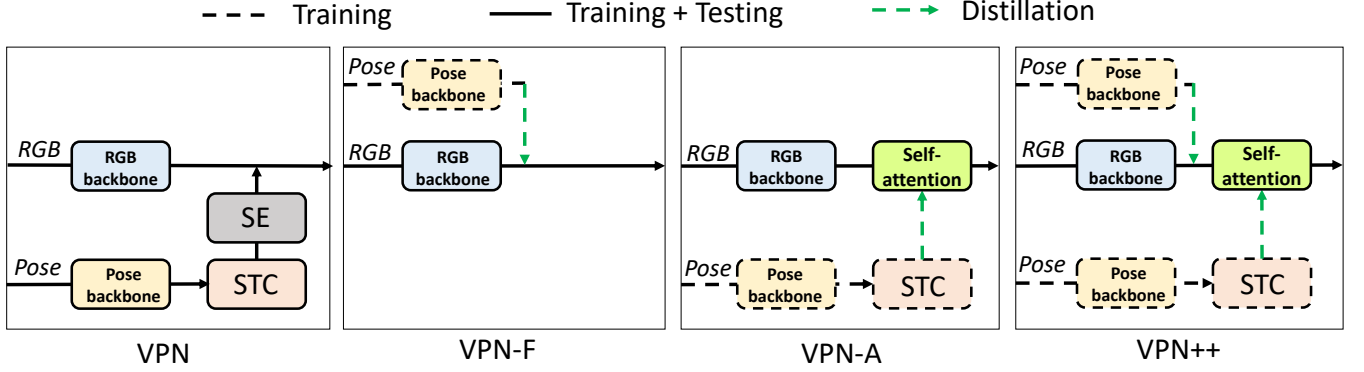 Training
Training + Testing
Distillation
RGB
RGB
backbone
SE
Pose
Pose
backbone
STC
VPN
Pose
Pose
backbone
RGB
RGB
backbone
VPN-F
RGB
RGB
backbone
Self-
attention
Pose
Pose
backbone
STC
VPN-A
Pose
Pose
backbone
RGB
RGB
backbone
Self-
attention
Pose
Pose
backbone
STC
VPN++